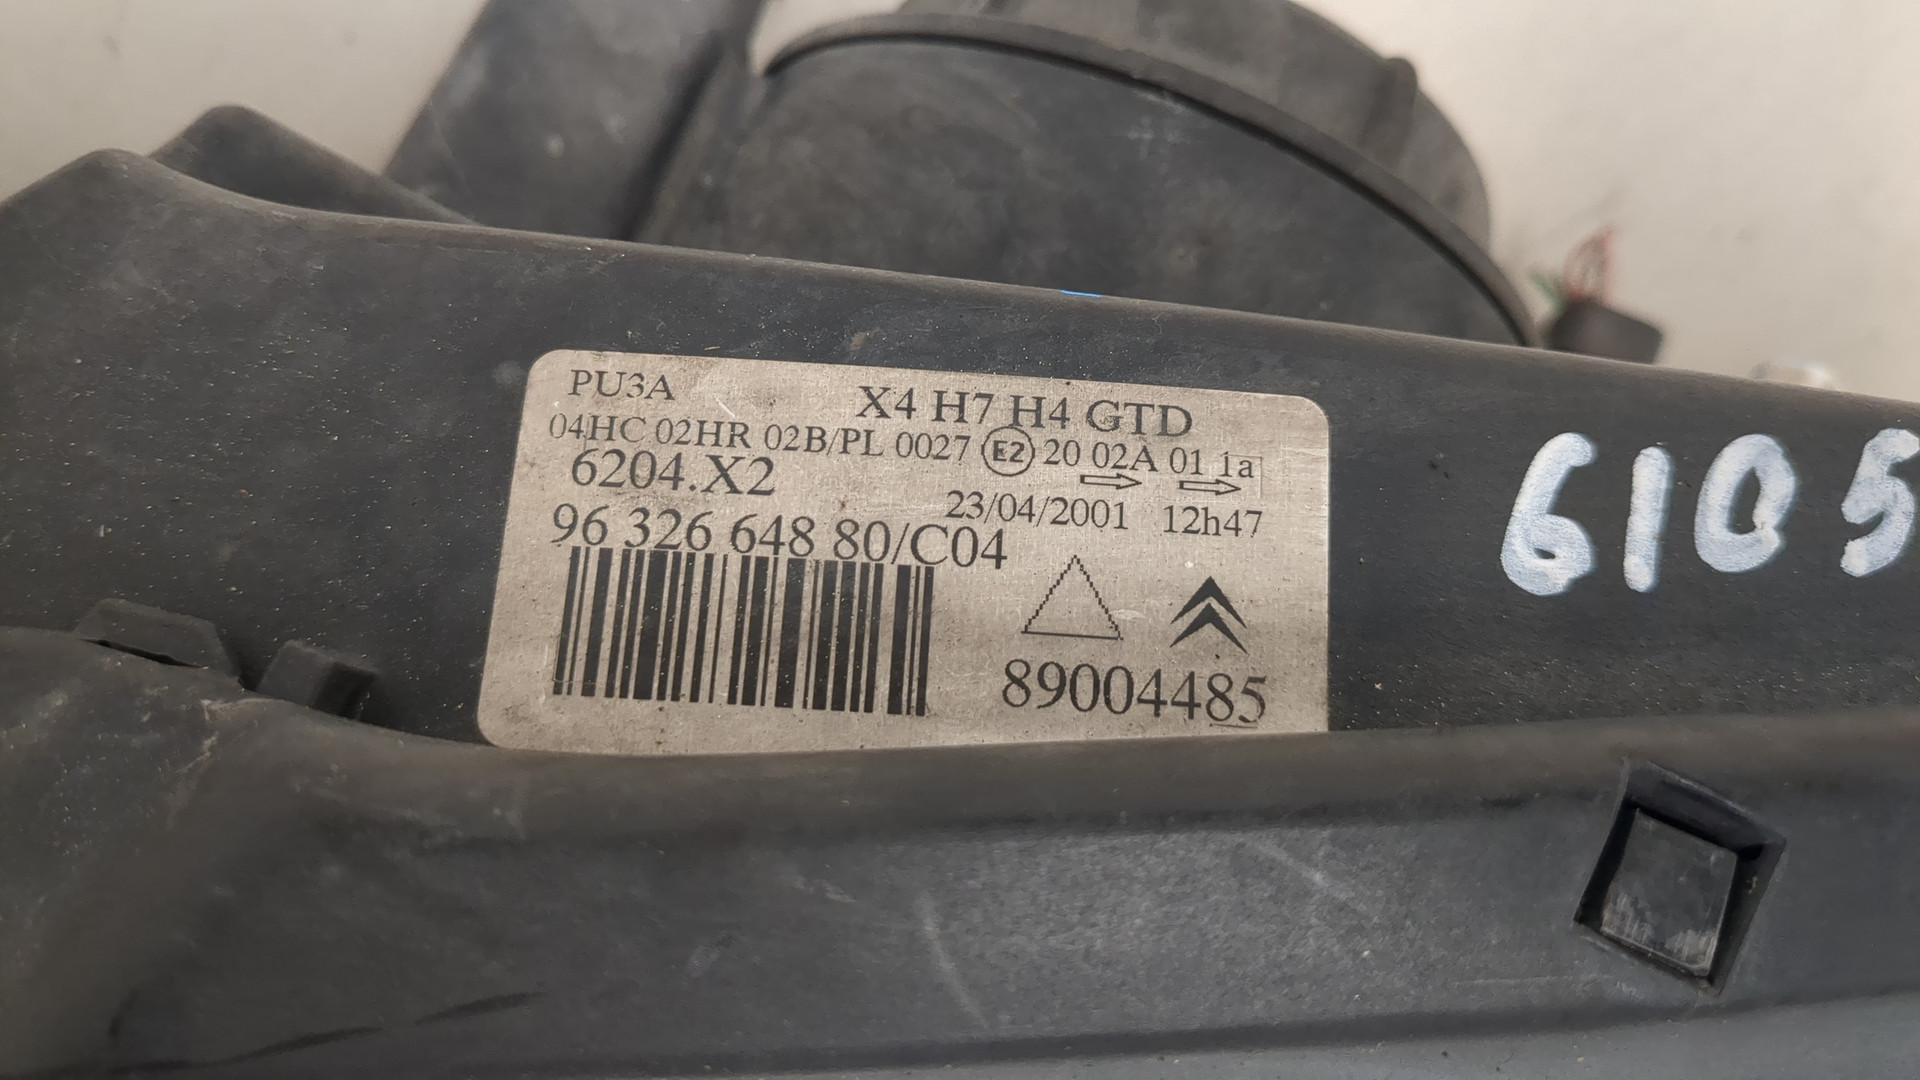 PU3A X4 H7 H4 GTD
04HC 02HR 02B/PL 0027 E2 20 02A 01 1a
6204.X2
23/04/2001 12h47
96 326 648 80/C04
89004485
6105